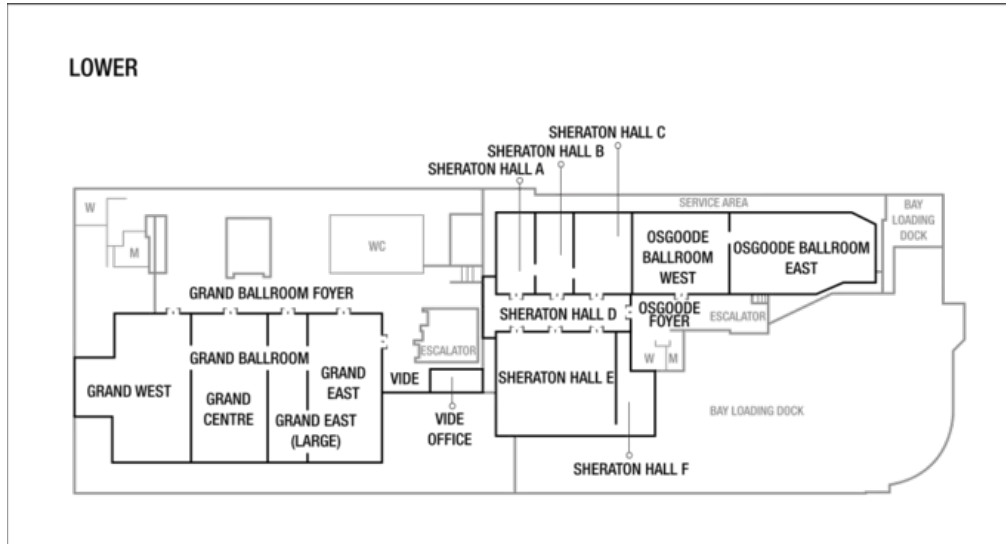 LOWER
SHERATON HALL C
SHERATON HALL B
SHERATON HALL A
SERVICE AREA
W
M
WC
BAY
LOADING
DOCK
OSGOODE
BALLROOM
WEST
OSGOODE BALLROOM
EAST
GRAND BALLROOM FOYER
SHERATON HALL D
OSGOODE
FOYER
ESCALATOR
ESCALATOR
GRAND BALLROOM
GRAND WEST
GRAND
CENTRE
GRAND
EAST
GRAND EAST
(LARGE)
VIDE
VIDE
OFFICE
SHERATON HALL E
W
M
BAY LOADING DOCK
SHERATON HALL F